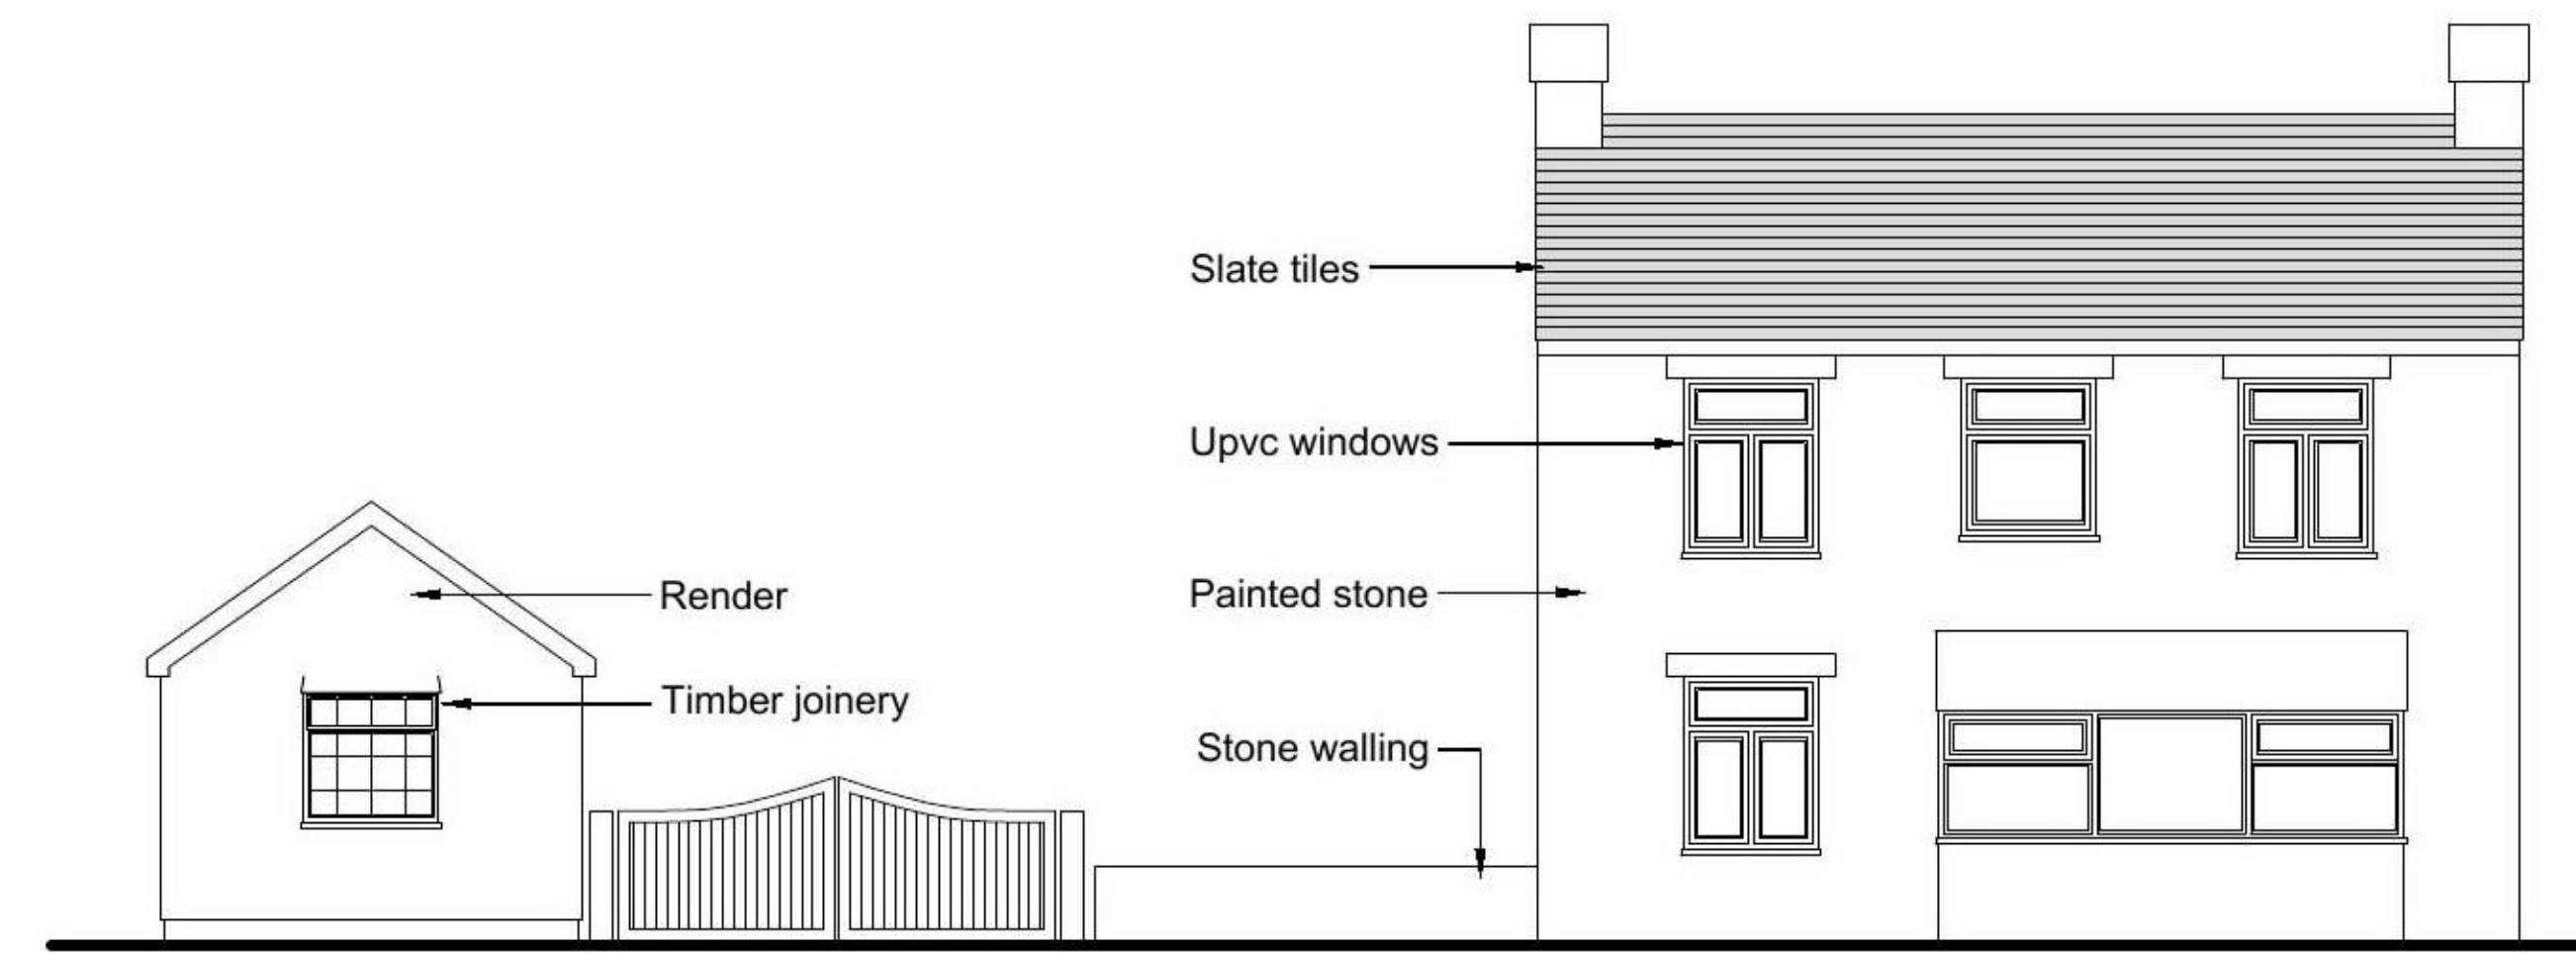 Slate tiles
Upvc windows
Render
Painted stone
Timber joinery
Stone walling